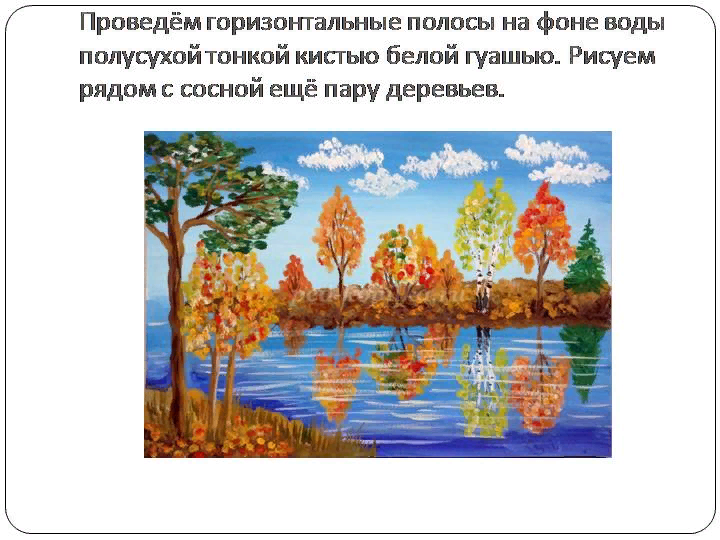 Проведём горизонтальные полосы на фоне воды
полусухой тонкой кистью белой гуашью. Рисуем
рядом с сосной ещё пару деревьев.